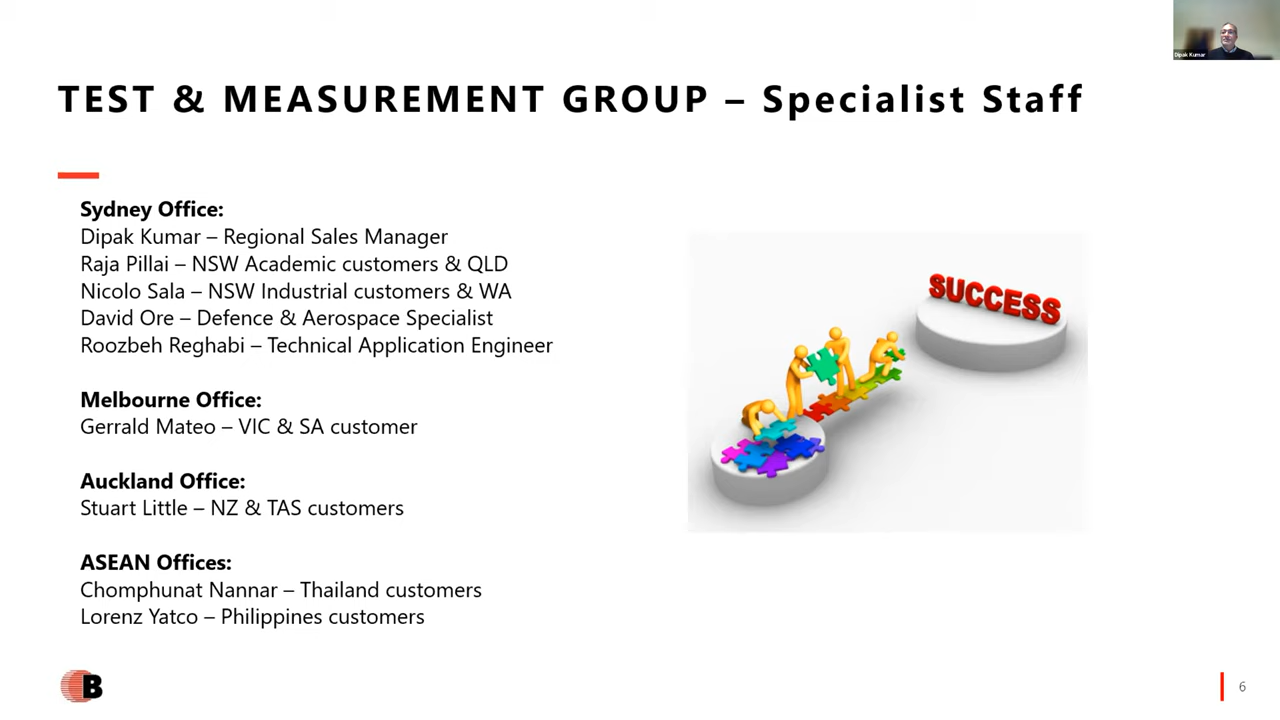 Dipak Kumar
TEST & MEASUREMENT GROUP – Specialist Staff
Sydney Office:
Dipak Kumar – Regional Sales Manager
Raja Pillai – NSW Academic customers & QLD
Nicolo Sala – NSW Industrial customers & WA
David Ore – Defence & Aerospace Specialist
Roozbeh Reghabi – Technical Application Engineer
Melbourne Office:
Gerrald Mateo – VIC & SA customer
Auckland Office:
Stuart Little – NZ & TAS customers
ASEAN Offices:
Chomphunat Nannar – Thailand customers
Lorenz Yatco – Philippines customers
SUCCESS
B
6